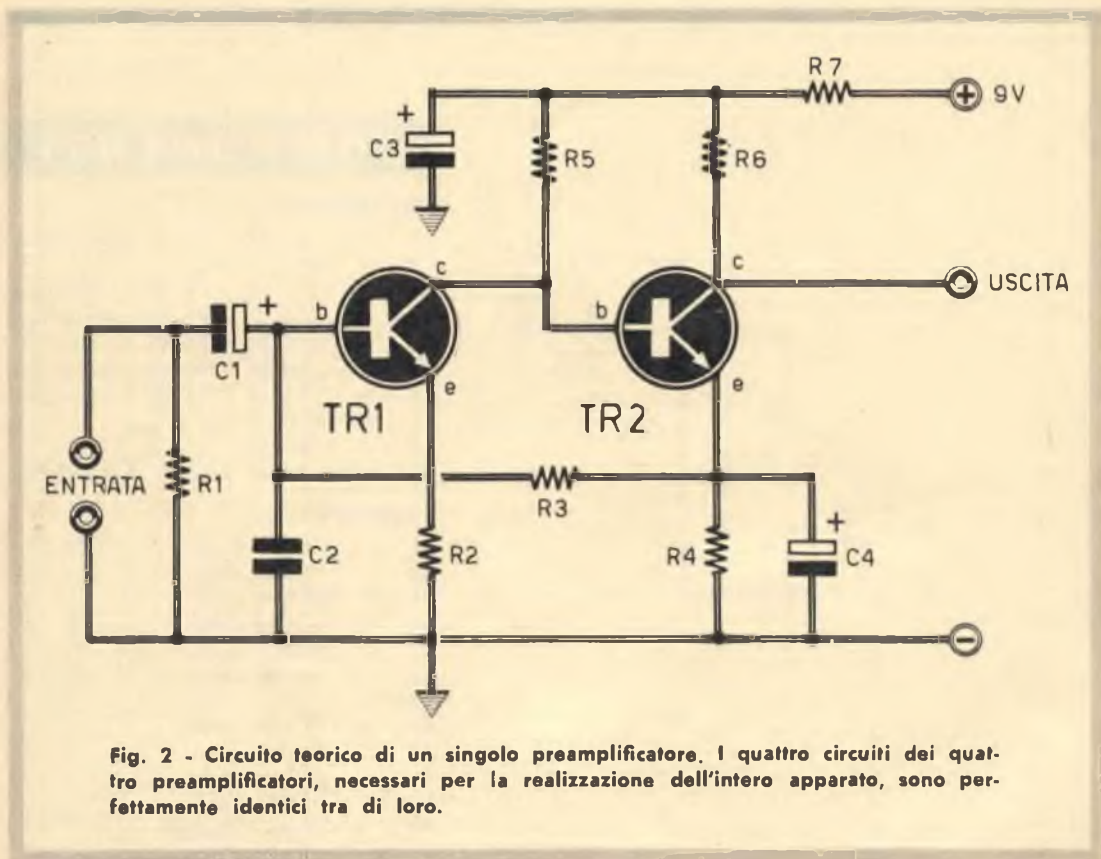 R7
+ 9V
+
C3
R5
R6
c
c
USCITA
b
+
b
C1
e
e
TR1
TR2
ENTRATA
R1
R3
+
C2
R2
R4
C4
−
Fig. 2 - Circuito teorico di un singolo preamplificatore. I quattro circuiti dei quat-
tro preamplificatori, necessari per la realizzazione dell'intero apparato, sono per-
fettamente identici tra di loro.